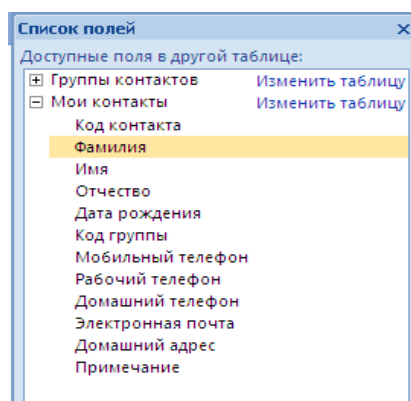 Список полей
Доступные поля в другой таблице:
Группы контактов Изменить таблицу
Мои контакты Изменить таблицу
Код контакта
Фамилия
Имя
Отчество
Дата рождения
Код группы
Мобильный телефон
Рабочий телефон
Домашний телефон
Электронная почта
Домашний адрес
Примечание